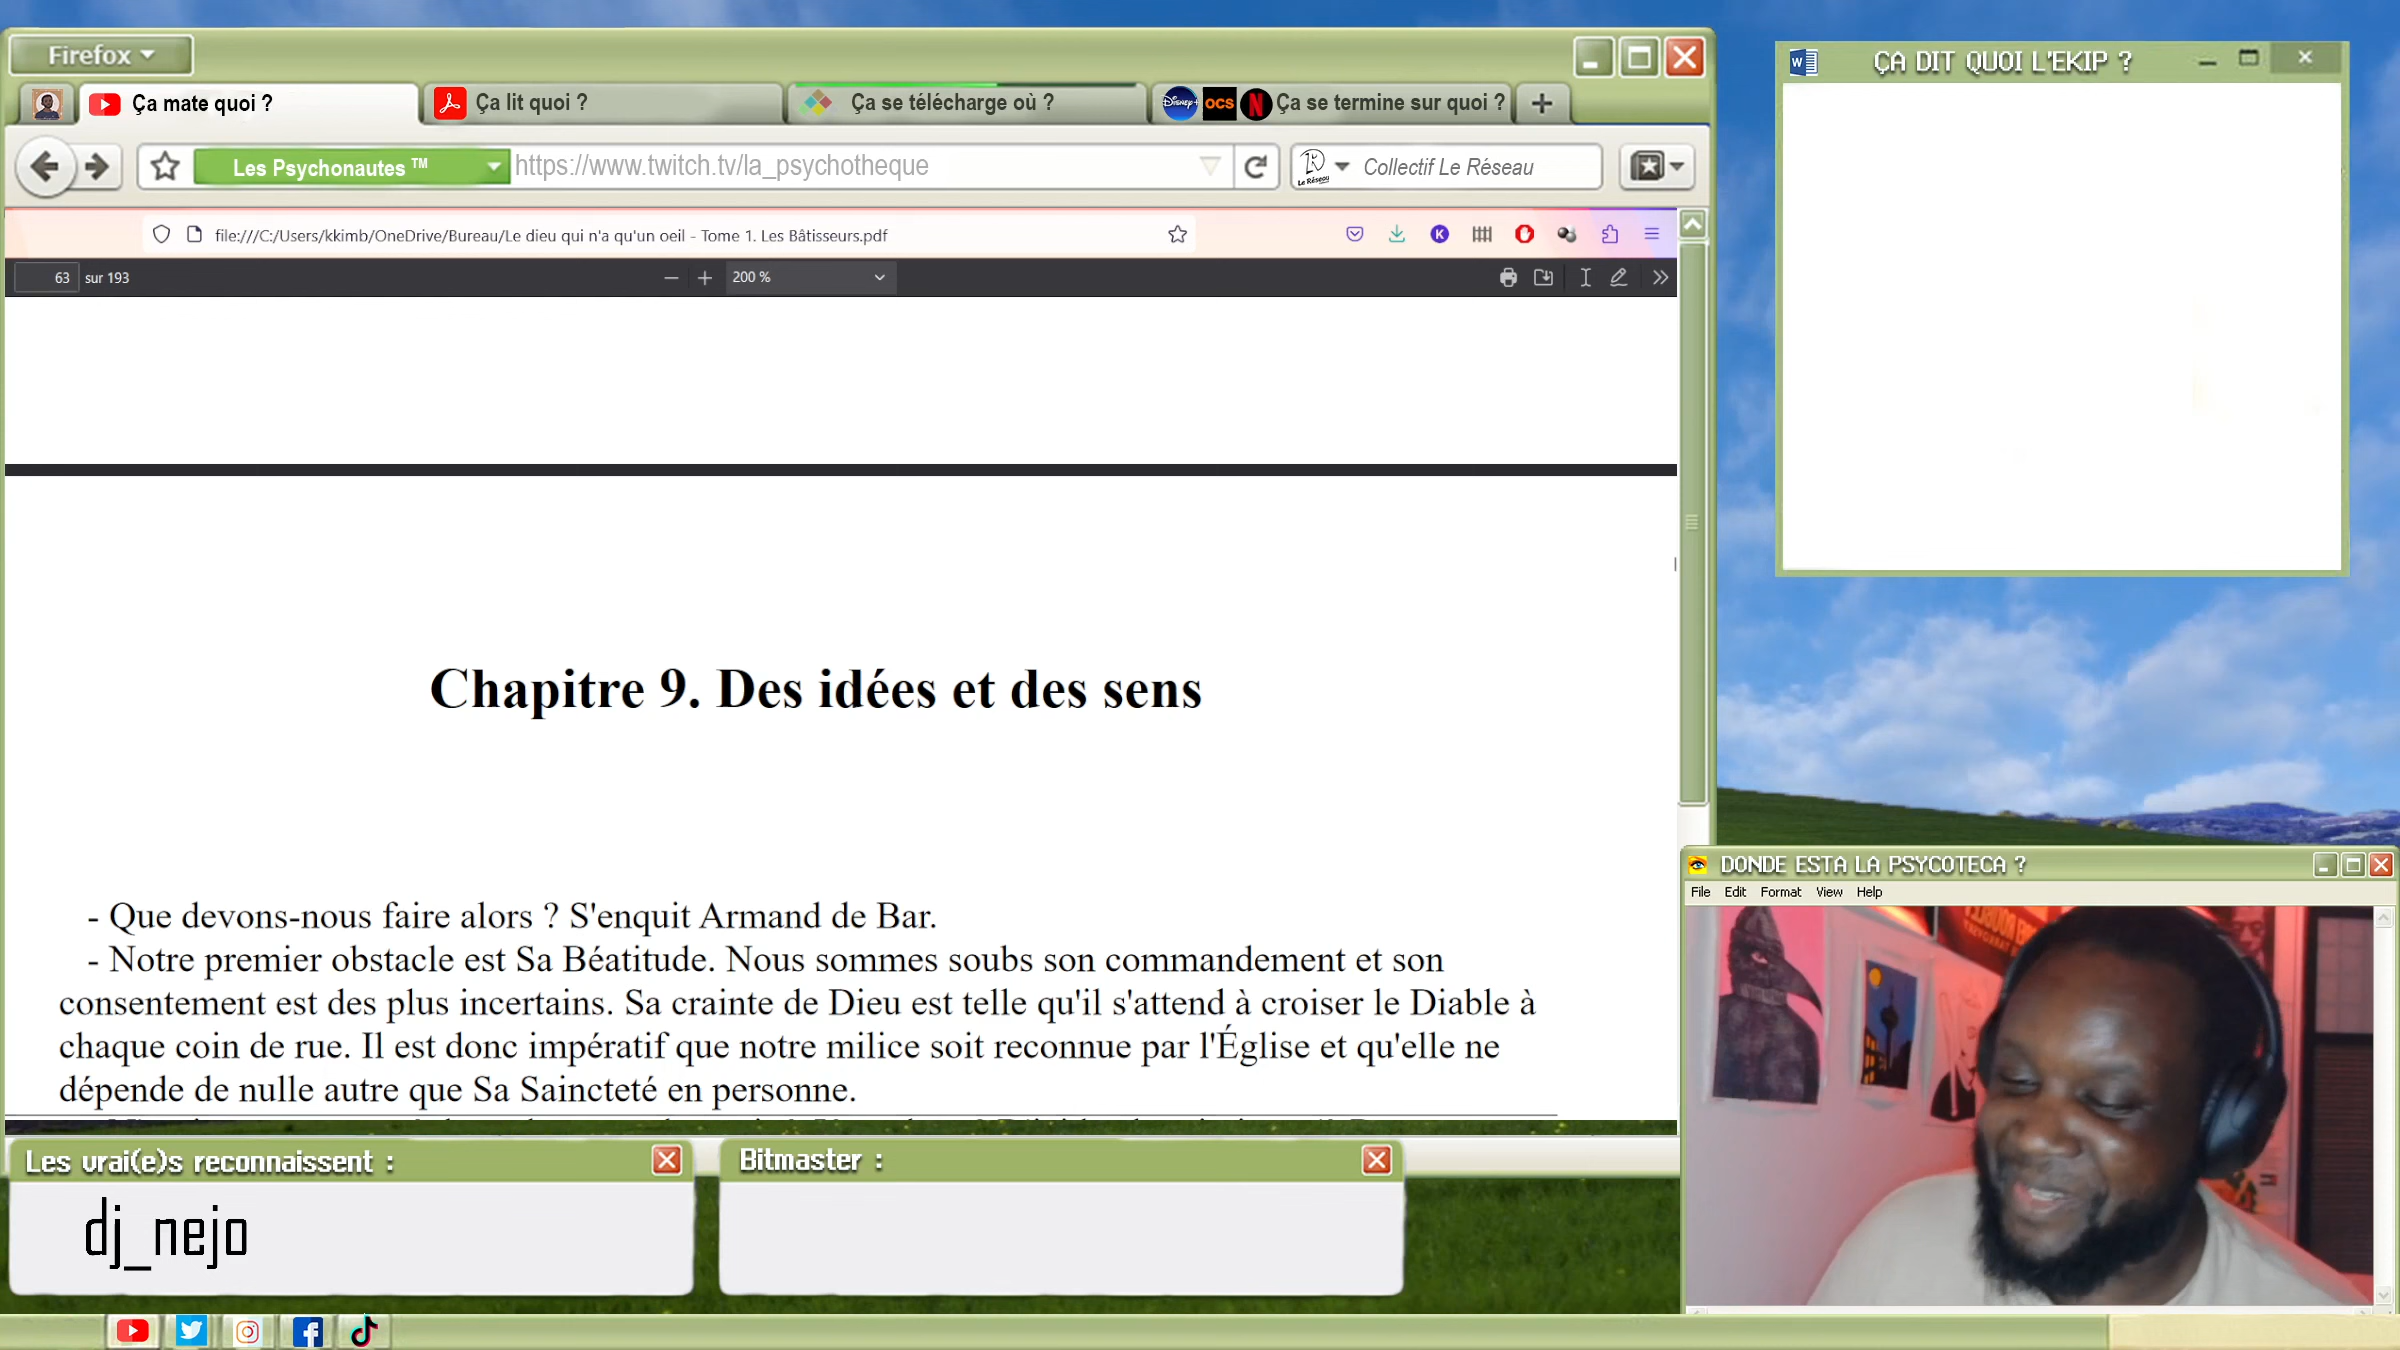 Firefox
Ça mate quoi ?
Ça lit quoi ?
Ça se télécharge où ?
Disney+ OCS N Ça se termine sur quoi ?
Les Psychonautes ™
https://www.twitch.tv/la_psychotheque
Le Réseau
Collectif Le Réseau
file:///C:/Users/kkimb/OneDrive/Bureau/Le dieu qui n'a qu'un oeil - Tome 1. Les Bâtisseurs.pdf
K
63 sur 193
200 %
Chapitre 9. Des idées et des sens
- Que devons-nous faire alors ? S'enquit Armand de Bar.
- Notre premier obstacle est Sa Béatitude. Nous sommes soubs son commandement et son
consentement est des plus incertains. Sa crainte de Dieu est telle qu'il s'attend à croiser le Diable à
chaque coin de rue. Il est donc impératif que notre milice soit reconnue par l'Église et qu'elle ne
dépende de nulle autre que Sa Saincteté en personne.
W
ÇA DIT QUOI L'EKIP ?
DONDE ESTA LA PSYCOTECA ?
File Edit Format View Help
Les vrai(e)s reconnaissent :
dj_nejo
Bitmaster :